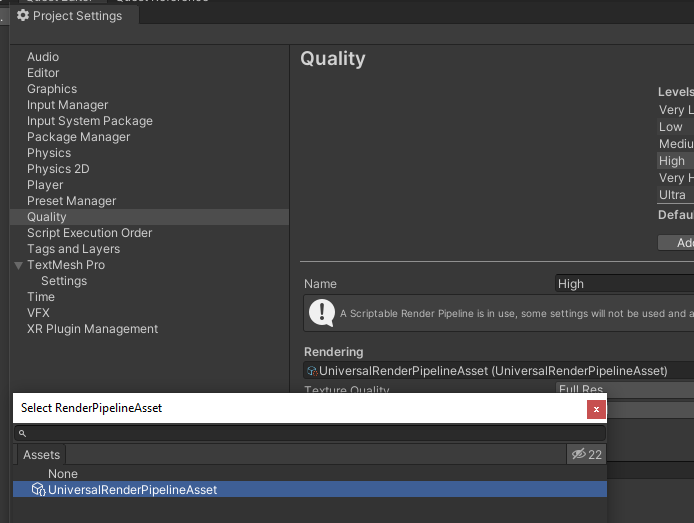 Project Settings
Audio
Editor
Graphics
Input Manager
Input System Package
Package Manager
Physics
Physics 2D
Player
Preset Manager
Quality
Script Execution Order
Tags and Layers
TextMesh Pro
Settings
Time
VFX
XR Plugin Management
Quality
Levels
Very L
Low
Mediu
High
Very H
Ultra
Defau
Add
Name High
A Scriptable Render Pipeline is in use, some settings will not be used and a
Rendering
UniversalRenderPipelineAsset (UniversalRenderPipelineAsset)
Texture Quality Full Res
Select RenderPipelineAsset
x
Assets 22
None
UniversalRenderPipelineAsset